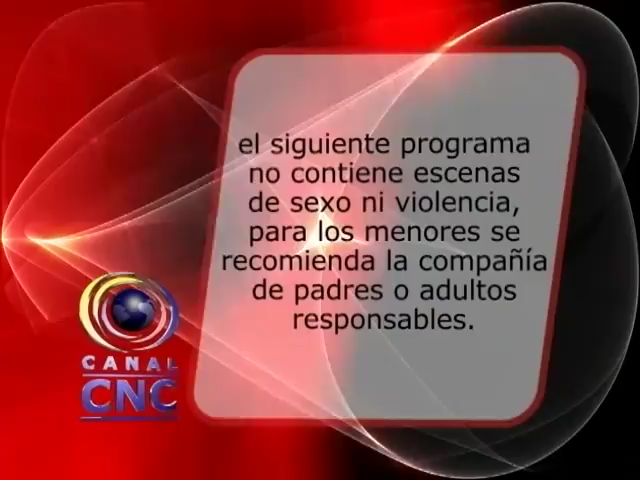 el siguiente programa
no contiene escenas
de sexo ni violencia,
para los menores se
recomienda la compañía
de padres o adultos
responsables.
CANAL
CNC